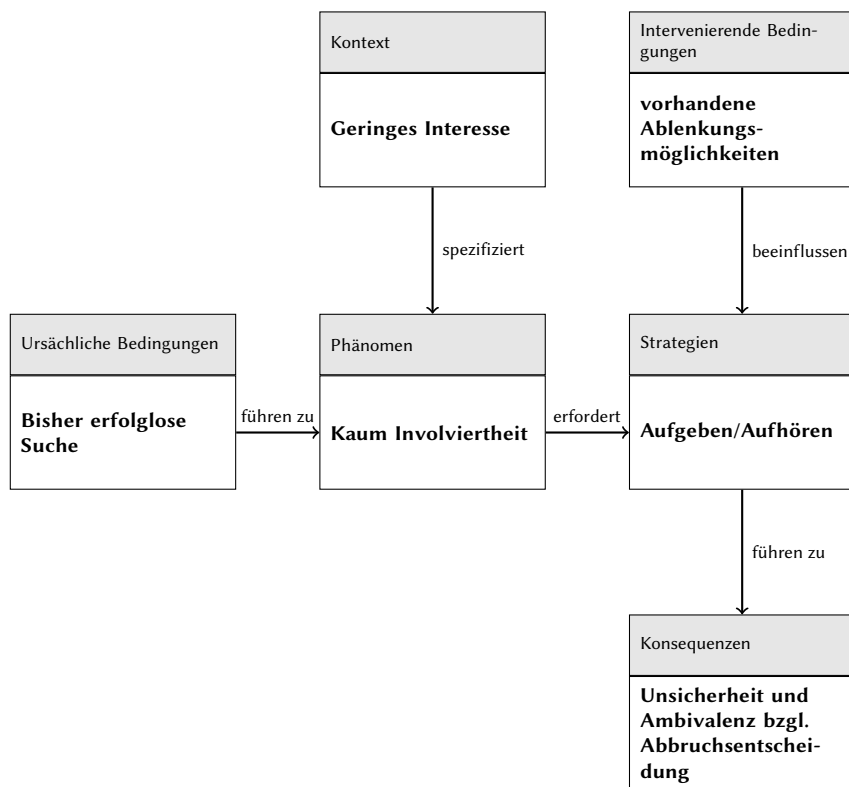 Kontext
Geringes Interesse
Intervenierende Bedin-
gungen
vorhandene
Ablenkungs-
möglichkeiten
spezifiziert
beeinflussen
Ursächliche Bedingungen
Bisher erfolglose
Suche
führen zu
Phänomen
Kaum Involviertheit
erfordert
Strategien
Aufgeben/Aufhören
führen zu
Konsequenzen
Unsicherheit und
Ambivalenz bzgl.
Abbruchsentschei-
dung